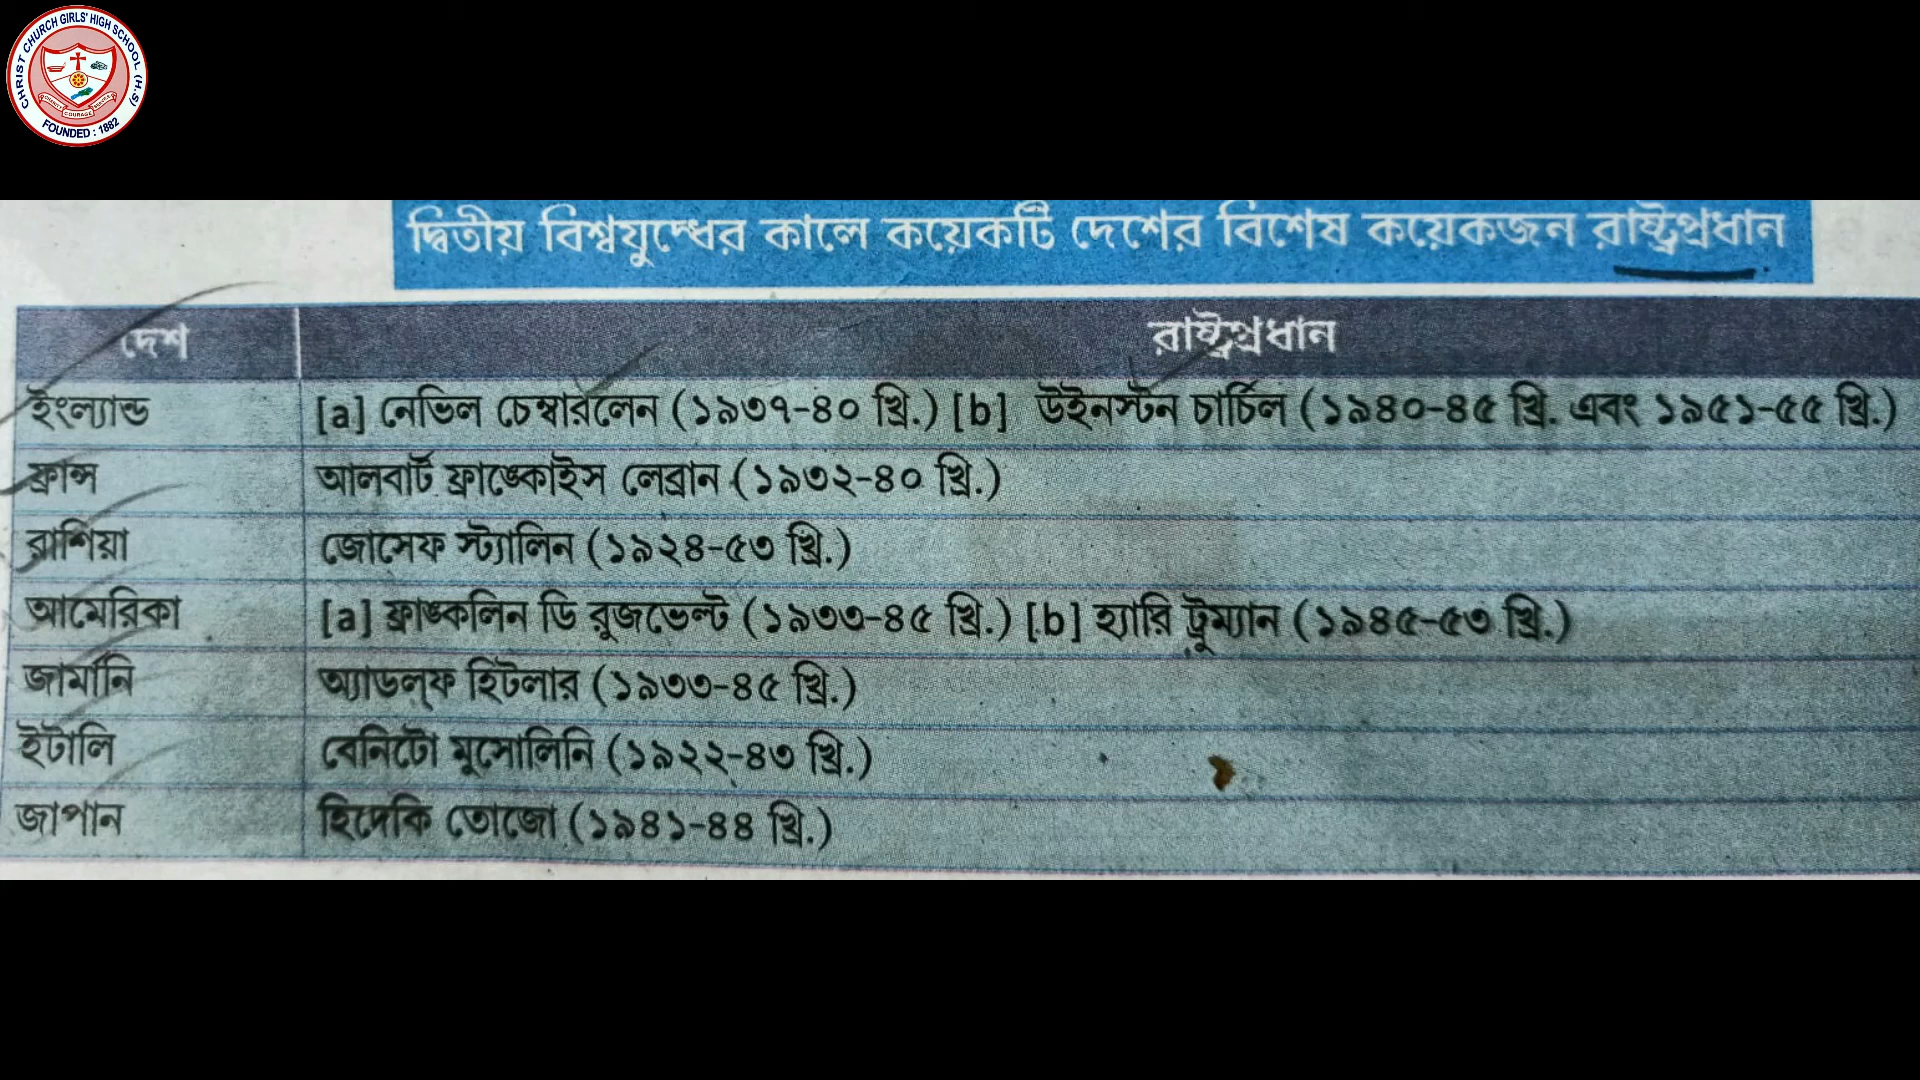 CHRIST CHURCH GIRLS' HIGH SCHOOL (H.S)
COURAGE
FOUNDED : 1882
দ্বিতীয় বিশ্বযুদ্ধের কালে কয়েকটি দেশের বিশেষ কয়েকজন রাষ্ট্রপ্রধান
দেশ রাষ্ট্রপ্রধান
ইংল্যান্ড [a] নেভিল চেম্বারলেন (১৯৩৭-৪০ খ্রি.) [b] উইনস্টন চার্চিল (১৯৪০-৪৫ খ্রি. এবং ১৯৫১-৫৫ খ্রি.)
ফ্রান্স আলবার্ট ফ্রাঙ্কোইস লেব্রান (১৯৩২-৪০ খ্রি.)
রাশিয়া জোসেফ স্ট্যালিন (১৯২৪-৫৩ খ্রি.)
আমেরিকা [a] ফ্রাঙ্কলিন ডি রুজভেল্ট (১৯৩৩-৪৫ খ্রি.) [b] হ্যারি ট্রুম্যান (১৯৪৫-৫৩ খ্রি.)
জার্মানি অ্যাডল্‌ফ হিটলার (১৯৩৩-৪৫ খ্রি.)
ইটালি বেনিটো মুসোলিনি (১৯২২-৪৩ খ্রি.)
জাপান হিদেকি তোজো (১৯৪১-৪৪ খ্রি.)